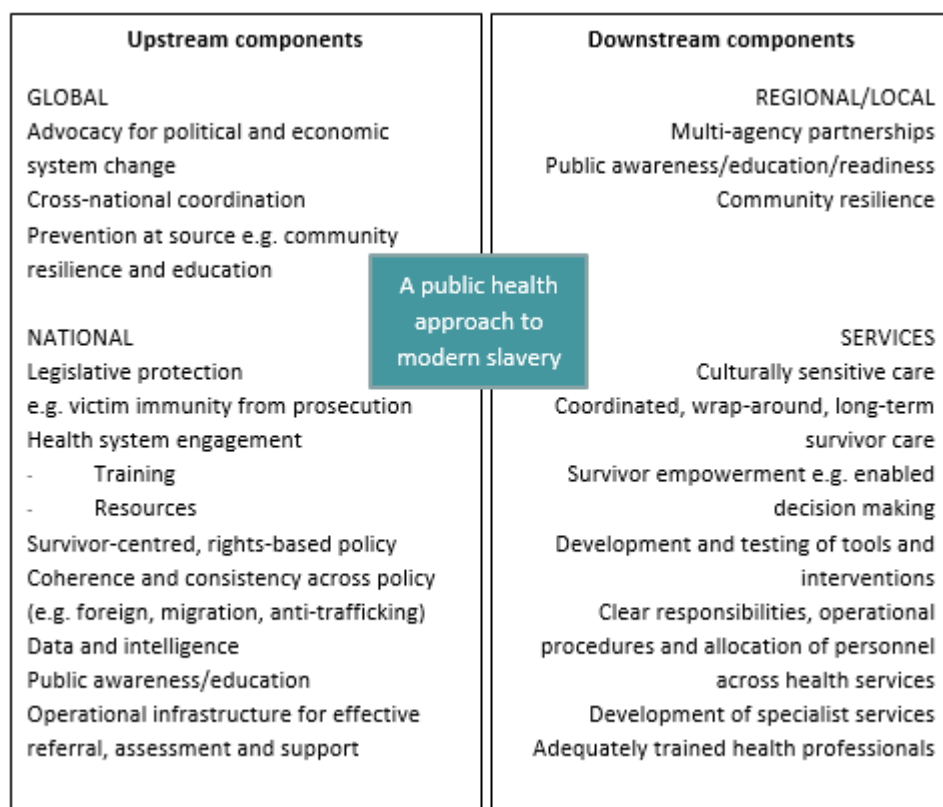 Upstream components
GLOBAL
Advocacy for political and economic
system change
Cross-national coordination
Prevention at source e.g. community
resilience and education
NATIONAL
Legislative protection
e.g. victim immunity from prosecution
Health system engagement
- Training
- Resources
Survivor-centred, rights-based policy
Coherence and consistency across policy
(e.g. foreign, migration, anti-trafficking)
Data and intelligence
Public awareness/education
Operational infrastructure for effective
referral, assessment and support
A public health
approach to
modern slavery
Downstream components
REGIONAL/LOCAL
Multi-agency partnerships
Public awareness/education/readiness
Community resilience
SERVICES
Culturally sensitive care
Coordinated, wrap-around, long-term
survivor care
Survivor empowerment e.g. enabled
decision making
Development and testing of tools and
interventions
Clear responsibilities, operational
procedures and allocation of personnel
across health services
Development of specialist services
Adequately trained health professionals